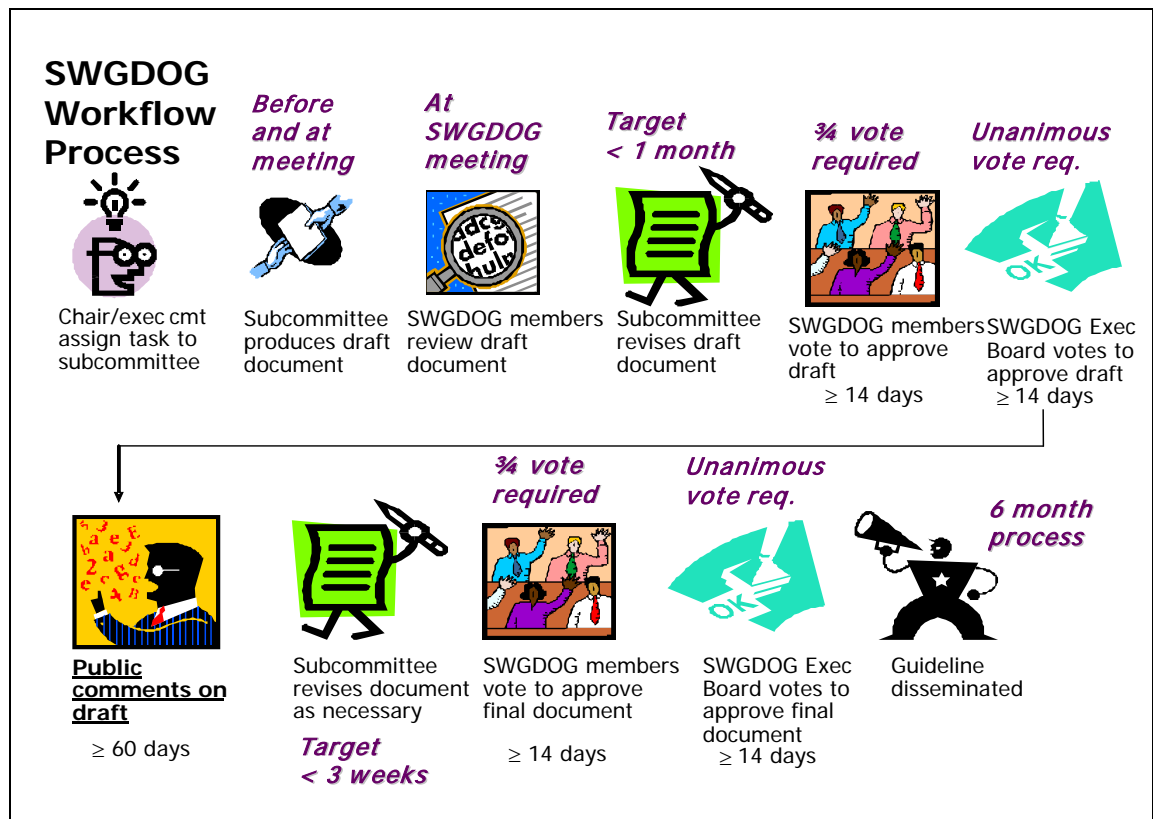 SWGDOG
Workflow
Process
Chair/exec cmt
assign task to
subcommittee
Before
and at
meeting
Subcommittee
produces draft
document
At
SWGDOG
meeting
SWGDOG members
review draft
document
Target
< 1 month
Subcommittee
revises draft
document
¾ vote
required
SWGDOG members
vote to approve
draft
≥ 14 days
Unanimous
vote req.
OK
SWGDOG Exec
Board votes to
approve draft
≥ 14 days
Public
comments on
draft
≥ 60 days
Subcommittee
revises document
as necessary
Target
< 3 weeks
¾ vote
required
SWGDOG members
vote to approve
final document
≥ 14 days
Unanimous
vote req.
OK
SWGDOG Exec
Board votes to
approve final
document
≥ 14 days
6 month
process
Guideline
disseminated